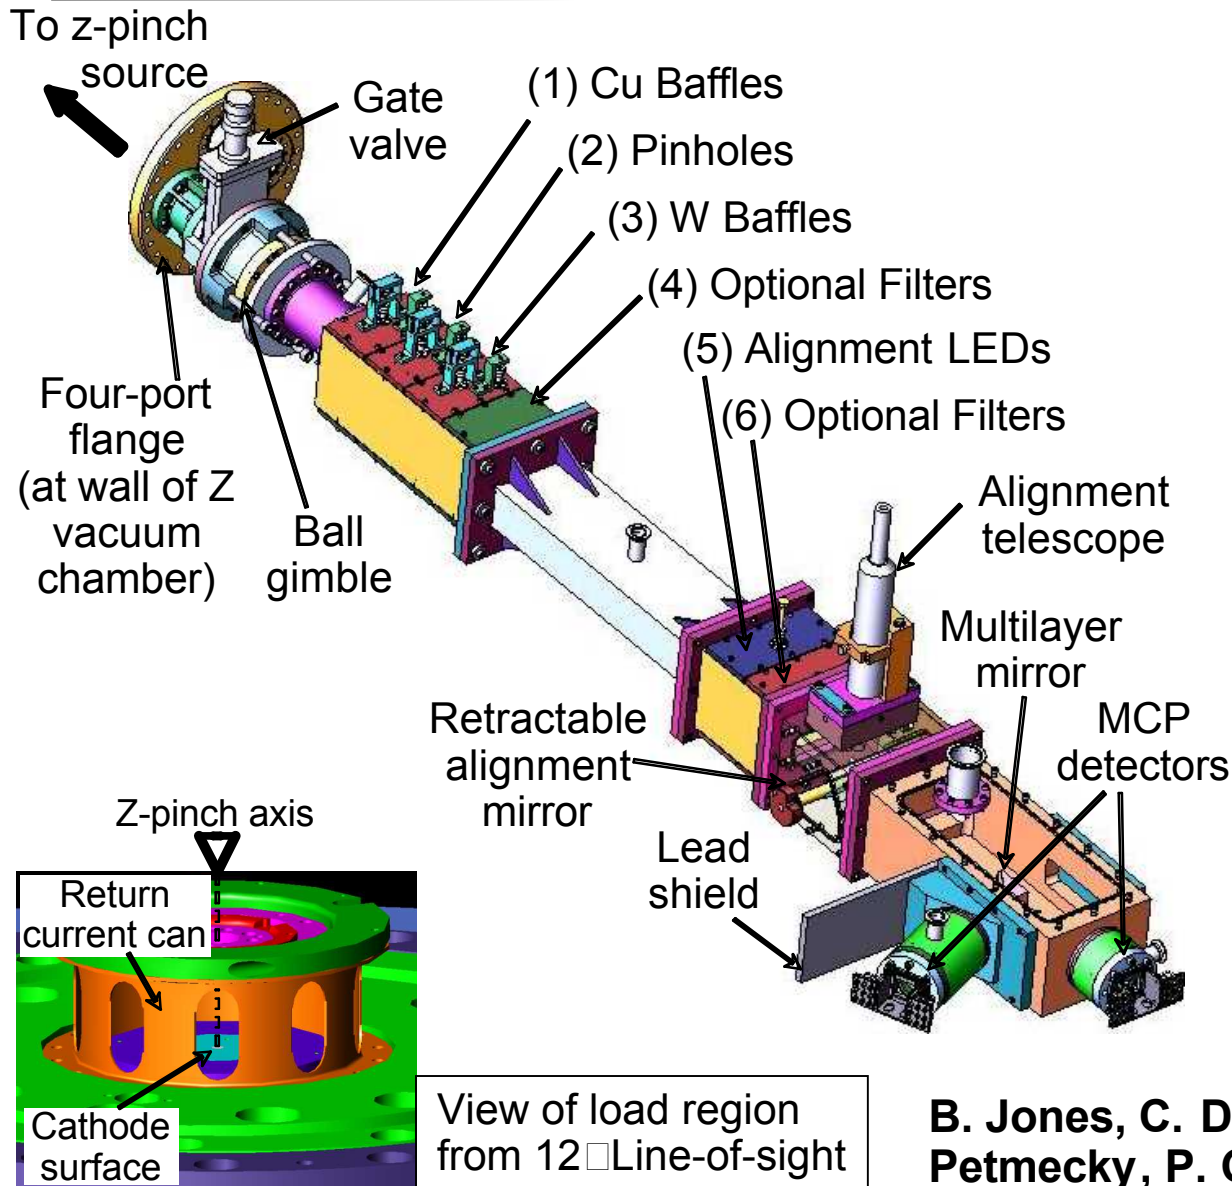 To z-pinch
source
Gate
valve
(1) Cu Baffles
(2) Pinholes
(3) W Baffles
(4) Optional Filters
(5) Alignment LEDs
(6) Optional Filters
Four-port
flange
(at wall of Z
vacuum
chamber)
Ball
gimble
Alignment
telescope
Multilayer
mirror
MCP
detectors
Retractable
alignment
mirror
Lead
shield
Z-pinch axis
Return
current can
Cathode
surface
View of load region
from 12□Line-of-sight
B. Jones, C. D
Petmecky, P.